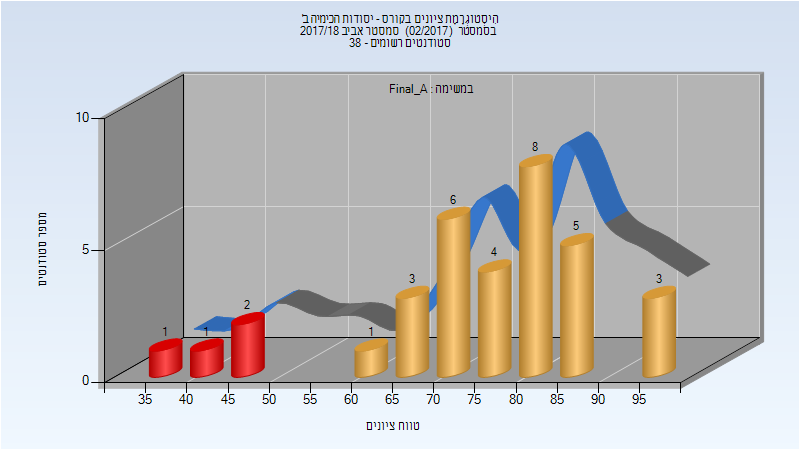 היסטוגרמת ציונים בקורס - יסודות הכימיה ב'
בסמסטר (02/2017) סמסטר אביב 2017/18
סטודנטים רשומים - 38
במשימה : Final_A
מספר סטודנטים
10
5
0
1
1
2
1
3
6
4
8
5
3
35 40 45 50 55 60 65 70 75 80 85 90 95
טווח ציונים